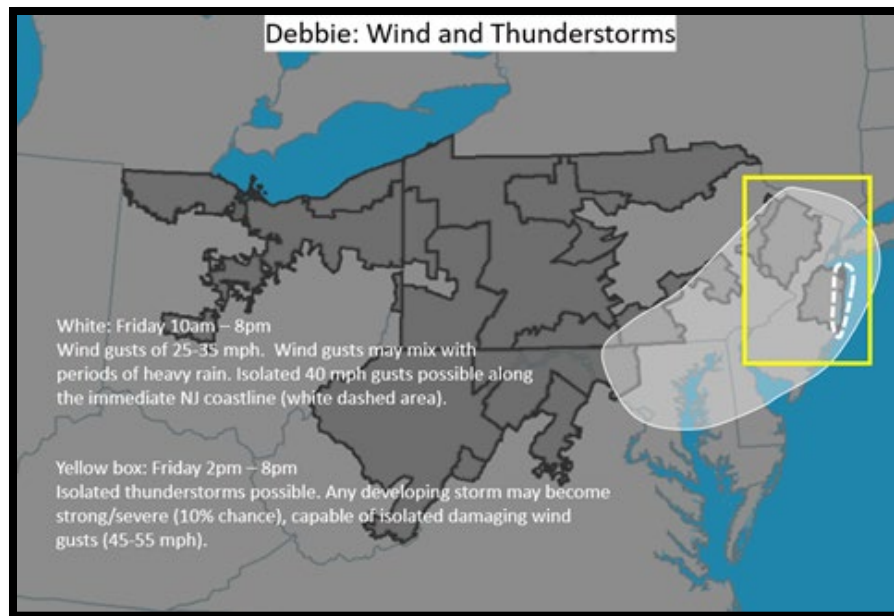 Debbie: Wind and Thunderstorms
White: Friday 10am – 8pm
Wind gusts of 25-35 mph.  Wind gusts may mix with
periods of heavy rain. Isolated 40 mph gusts possible along
the immediate NJ coastline (white dashed area).
Yellow box: Friday 2pm – 8pm
Isolated thunderstorms possible. Any developing storm may become
strong/severe (10% chance), capable of isolated damaging wind
gusts (45-55 mph).